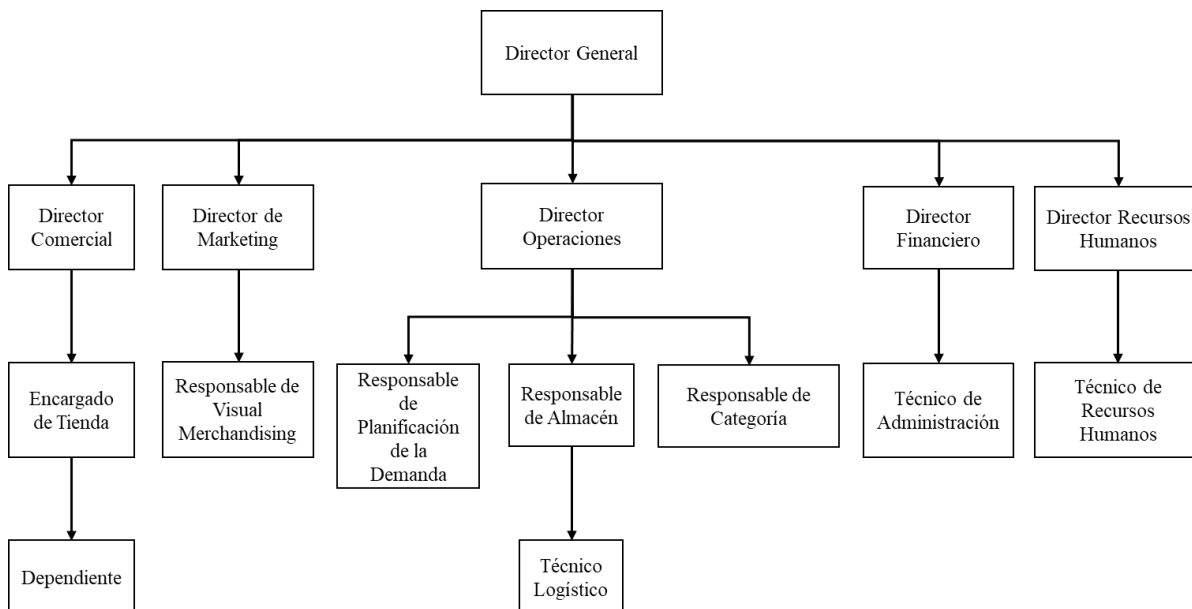 Director General
Director
Comercial
Director de
Marketing
Director
Operaciones
Director
Financiero
Director Recursos
Humanos
Encargado
de Tienda
Responsable de
Visual
Merchandising
Responsable
de
Planificación
de la
Demanda
Responsable
de Almacén
Responsable de
Categoría
Técnico de
Administración
Técnico de
Recursos
Humanos
Dependiente
Técnico
Logístico